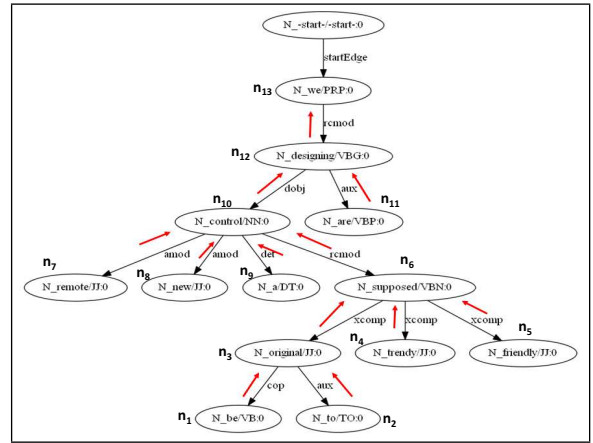 N_-start-/-start-:0
startEdge
n13
N_we/PRP:0
rcmod
n12
N_designing/VBG:0
dobj
aux
n10
n11
N_control/NN:0
N_are/VBP:0
amod
amod
det
rcmod
n7
n8
n9
n6
N_remote/JJ:0
N_new/JJ:0
N_a/DT:0
N_supposed/VBN:0
xcomp
xcomp
xcomp
n3
n4
n5
N_original/JJ:0
N_trendy/JJ:0
N_friendly/JJ:0
cop
aux
n1
N_be/VB:0
N_to/TO:0
n2